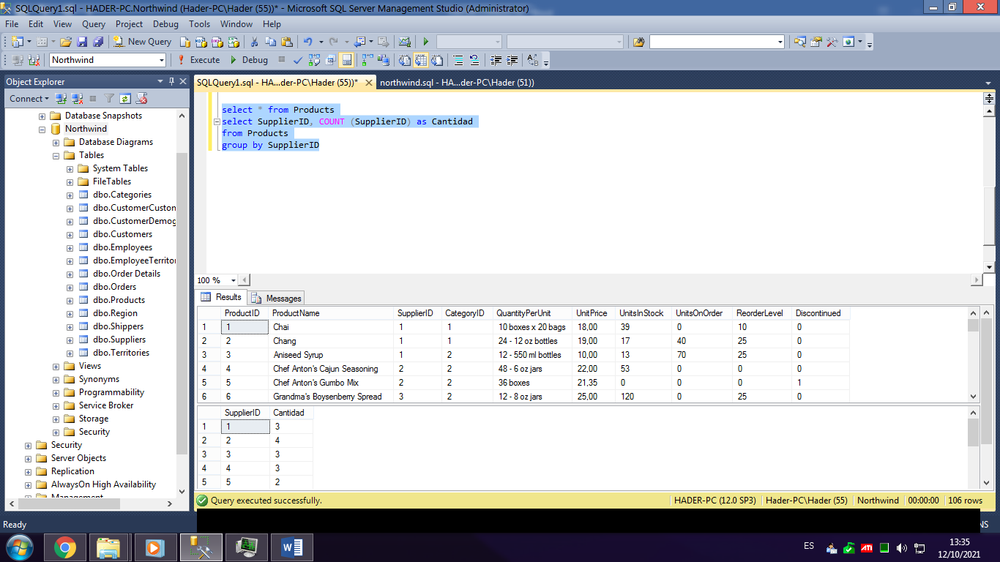 SQLQuery1.sql - HADER-PC.Northwind (Hader-PC\Hader (55))* - Microsoft SQL Server Management Studio (Administrator)
File Edit View Query Project Debug Tools Window Help
New Query
Northwind Execute Debug
Object Explorer
Connect
Database Snapshots
Northwind
Database Diagrams
Tables
System Tables
FileTables
dbo.Categories
dbo.CustomerCuston
dbo.CustomerDemog
dbo.Customers
dbo.Employees
dbo.EmployeeTerrito
dbo.Order Details
dbo.Orders
dbo.Products
dbo.Region
dbo.Shippers
dbo.Suppliers
dbo.Territories
Views
Synonyms
Programmability
Service Broker
Storage
Security
Security
Server Objects
Replication
AlwaysOn High Availability
Management
SQLQuery1.sql - HA...der-PC\Hader (55))* northwind.sql - HA...der-PC\Hader (51))
select * from Products
select SupplierID, COUNT (SupplierID) as Cantidad
from Products
group by SupplierID
100 %
Results Messages
ProductID ProductName SupplierID CategoryID QuantityPerUnit UnitPrice UnitsInStock UnitsOnOrder ReorderLevel Discontinued
1 1 Chai 1 1 10 boxes x 20 bags 18,00 39 0 10 0
2 2 Chang 1 1 24 - 12 oz bottles 19,00 17 40 25 0
3 3 Aniseed Syrup 1 2 12 - 550 ml bottles 10,00 13 70 25 0
4 4 Chef Anton's Cajun Seasoning 2 2 48 - 6 oz jars 22,00 53 0 0 0
5 5 Chef Anton's Gumbo Mix 2 2 36 boxes 21,35 0 0 0 1
6 6 Grandma's Boysenberry Spread 3 2 12 - 8 oz jars 25,00 120 0 25 0
SupplierID Cantidad
1 1 3
2 2 4
3 3 3
4 4 3
5 5 2
Query executed successfully. HADER-PC (12.0 SP3) Hader-PC\Hader (55) Northwind 00:00:00 106 rows
Ready NS
ES ATI 13:35
12/10/2021